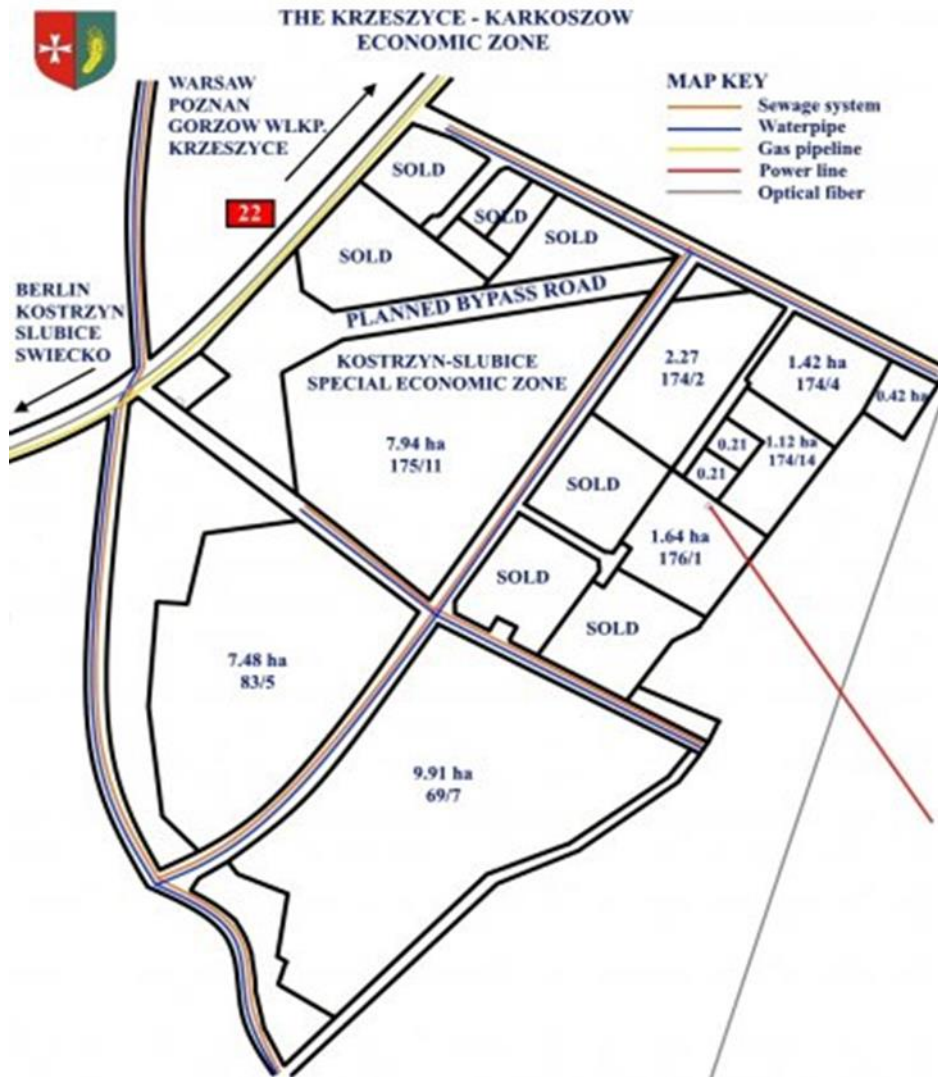 THE KRZESZYCE - KARKOSZOW
ECONOMIC ZONE
WARSAW
POZNAN
GORZOW WLKP.
KRZESZYCE
MAP KEY
Sewage system
Waterpipe
Gas pipeline
Power line
Optical fiber
22
BERLIN
KOSTRZYN
SLUBICE
SWIECKO
SOLD
SOLD
SOLD
SOLD
PLANNED BYPASS ROAD
KOSTRZYN-SLUBICE
SPECIAL ECONOMIC ZONE
7.94 ha
175/11
2.27
174/2
1.42 ha
174/4
0.42 ha
0.21
0.21
1.12 ha
174/14
SOLD
1.64 ha
176/1
SOLD
SOLD
7.48 ha
83/5
9.91 ha
69/7